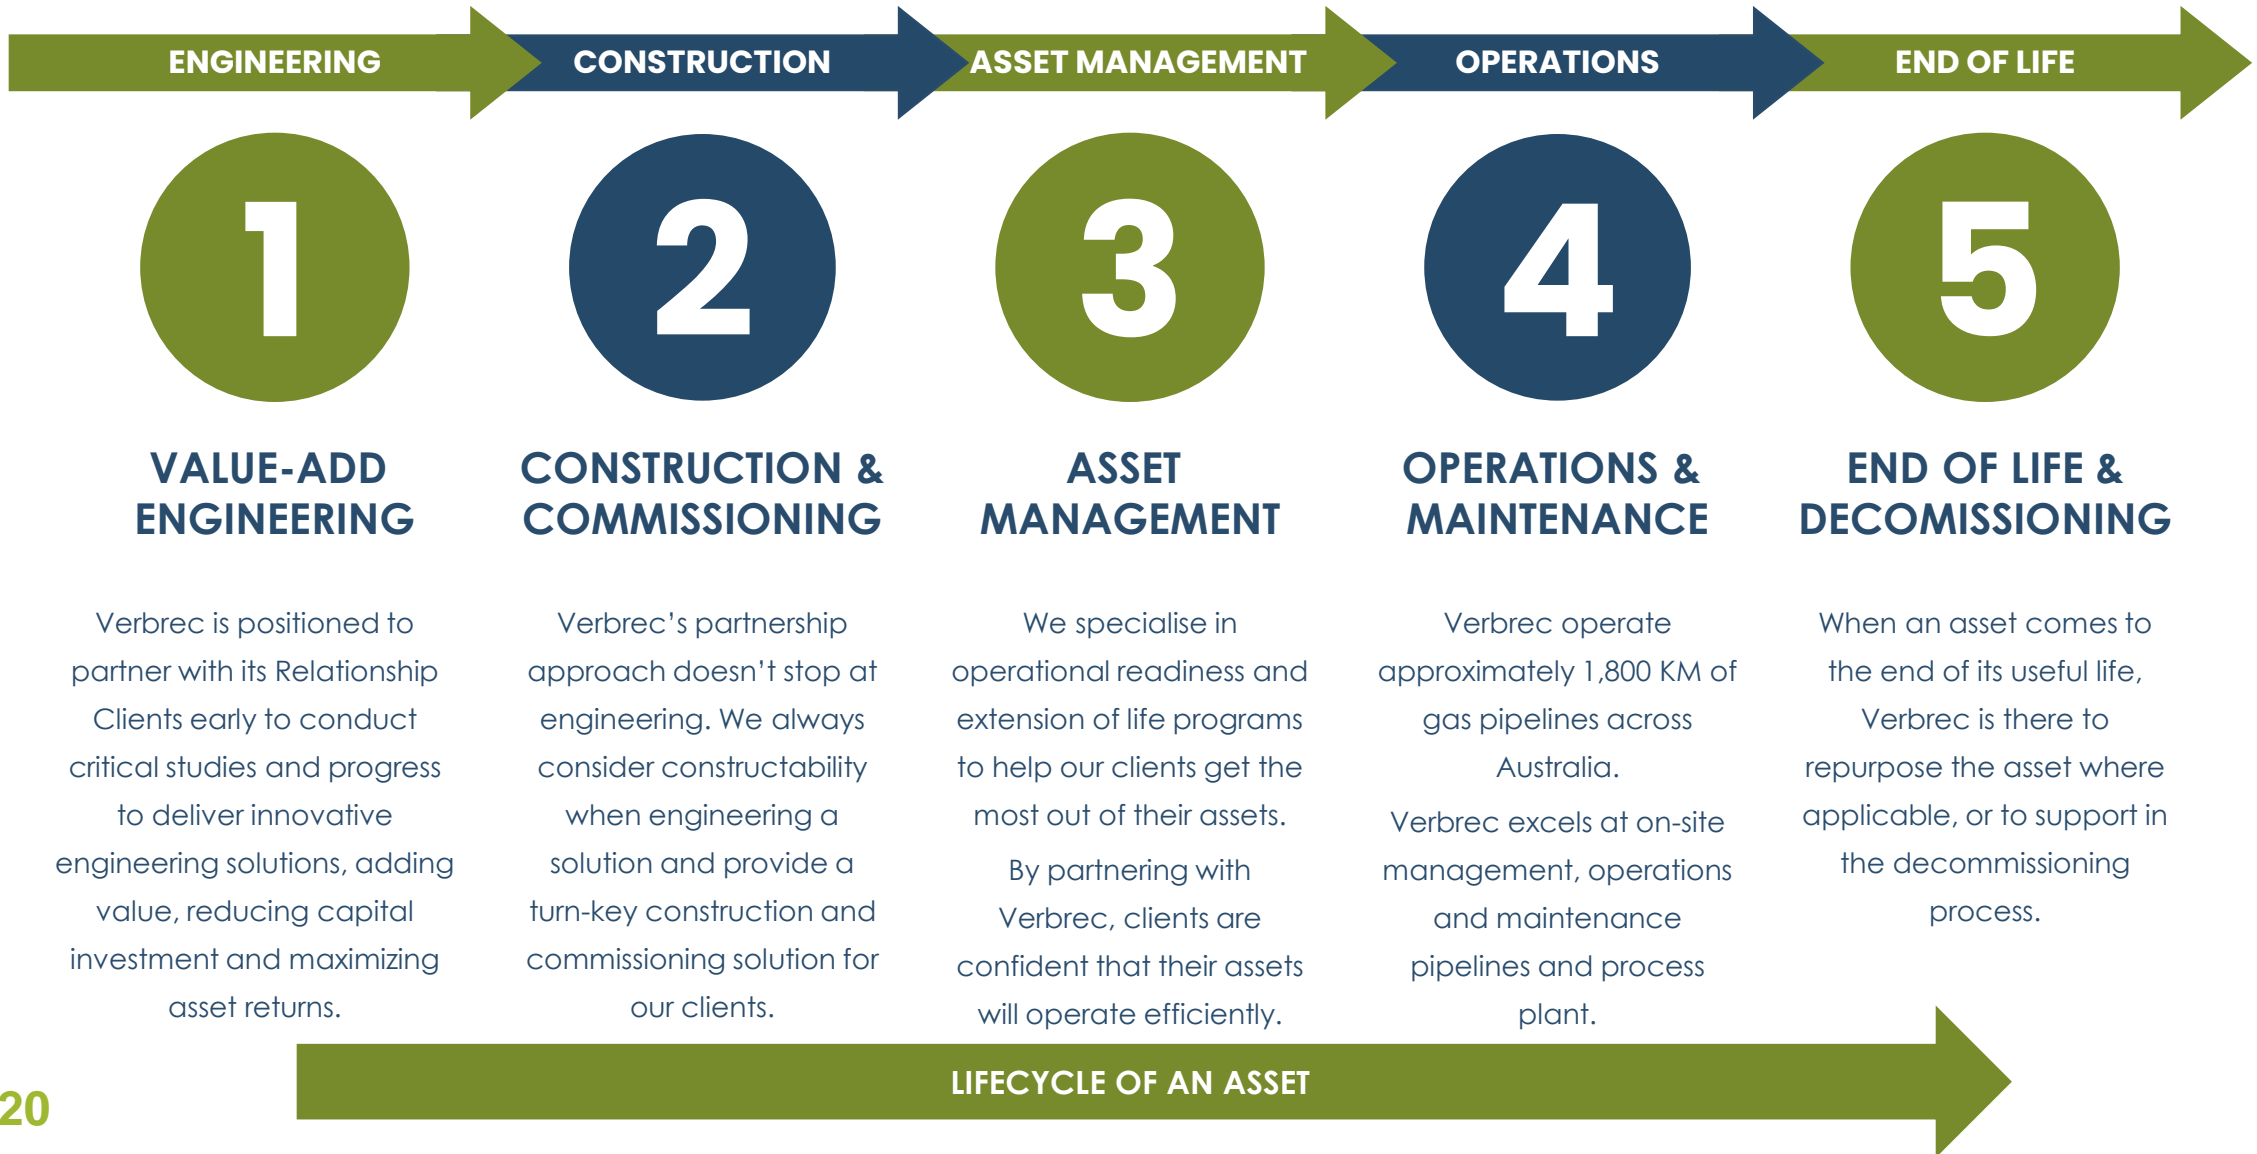 ENGINEERING
CONSTRUCTION
ASSET MANAGEMENT
OPERATIONS
END OF LIFE
1
2
3
4
5
VALUE-ADD
ENGINEERING
Verbrec is positioned to
partner with its Relationship
Clients early to conduct
critical studies and progress
to deliver innovative
engineering solutions, adding
value, reducing capital
investment and maximizing
asset returns.
CONSTRUCTION &
COMMISSIONING
Verbrec’s partnership
approach doesn’t stop at
engineering. We always
consider constructability
when engineering a
solution and provide a
turn-key construction and
commissioning solution for
our clients.
ASSET
MANAGEMENT
We specialise in
operational readiness and
extension of life programs
to help our clients get the
most out of their assets.
By partnering with
Verbrec, clients are
confident that their assets
will operate efficiently.
OPERATIONS &
MAINTENANCE
Verbrec operate
approximately 1,800 KM of
gas pipelines across
Australia.
Verbrec excels at on-site
management, operations
and maintenance
pipelines and process
plant.
END OF LIFE &
DECOMISSIONING
When an asset comes to
the end of its useful life,
Verbrec is there to
repurpose the asset where
applicable, or to support in
the decommissioning
process.
LIFECYCLE OF AN ASSET
20